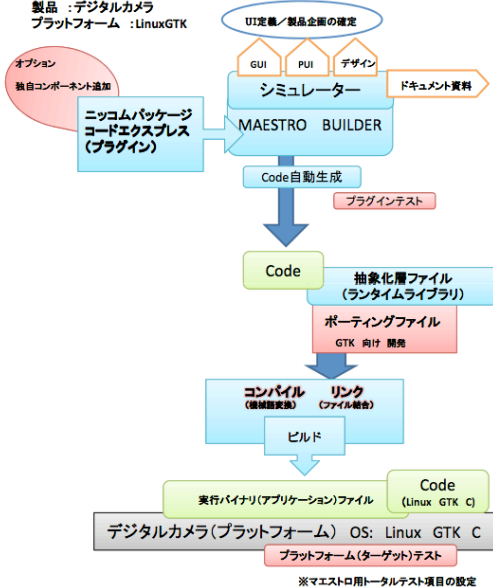 製品 :デジタルカメラ
プラットフォーム :LinuxGTK
UI定義/製品企画の確定
オプション
独自コンポーネント追加
GUI PUI デザイン
シミュレーター
ドキュメント資料
ニッコムパッケージ
コードエクスプレス
(プラグイン)
MAESTRO BUILDER
Code自動生成
プラグインテスト
Code
抽象化層ファイル
(ランタイムライブラリ)
ポーティングファイル
GTK 向け 開発
コンパイル リンク
(機械語変換) (ファイル結合)
ビルド
実行バイナリ(アプリケーション)ファイル
Code
(Linux GTK C)
デジタルカメラ(プラットフォーム) OS: Linux GTK C
プラットフォーム(ターゲット)テスト
※マエストロ用トータルテスト項目の設定